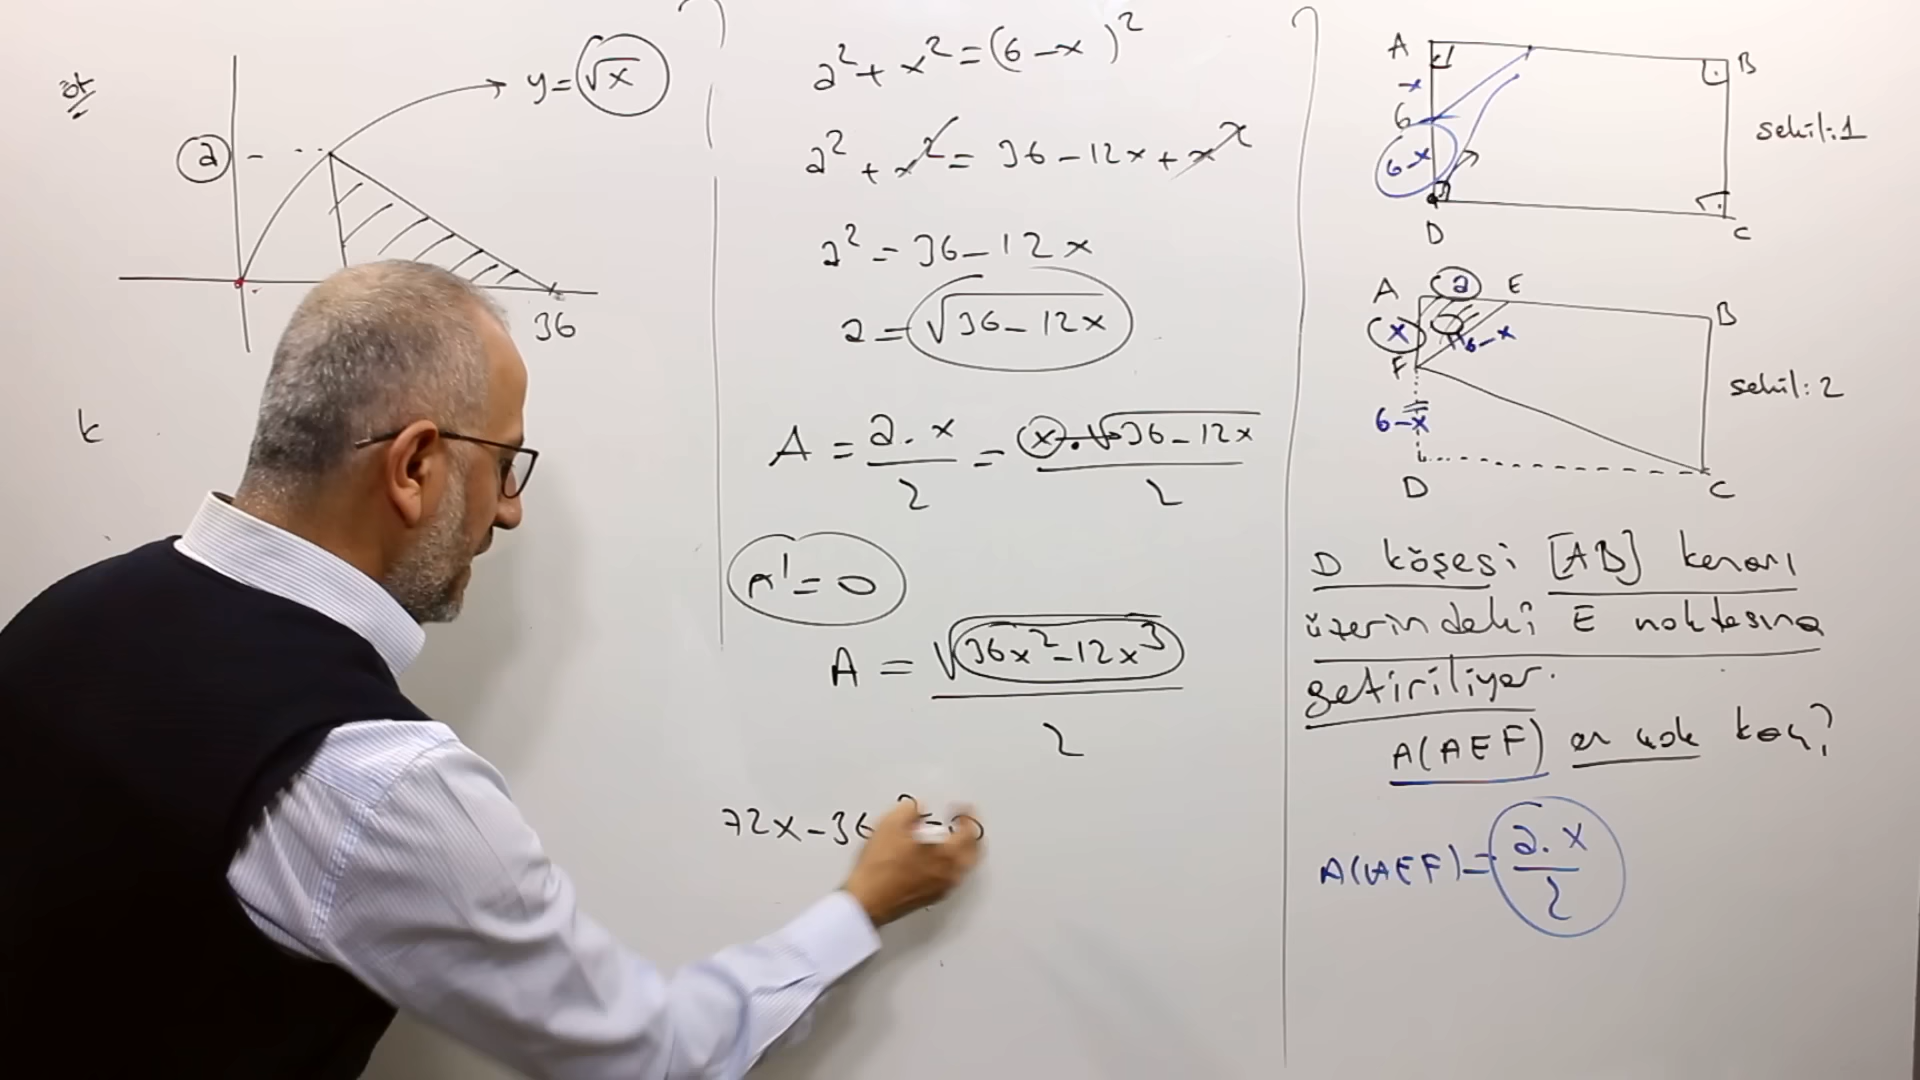 ör
y=√x
a
36
k
a² + x² = (6-x)²
a² + x² = 36-12x + x²
a² = 36-12x
a = √36-12x
A = a.x/2 = x.√36-12x/2
A' = 0
A = √36x²-12x³/2
72x-36
A
x
6
6-x
D
B
C
şekil:1
A
a
E
B
x
6-x
F
6-x
D
C
şekil:2
D köşesi [AB] kenarı
üzerindeki E noktasına
getiriliyor.
A(AEF) en çok kaç?
A(AEF) = a.x/2